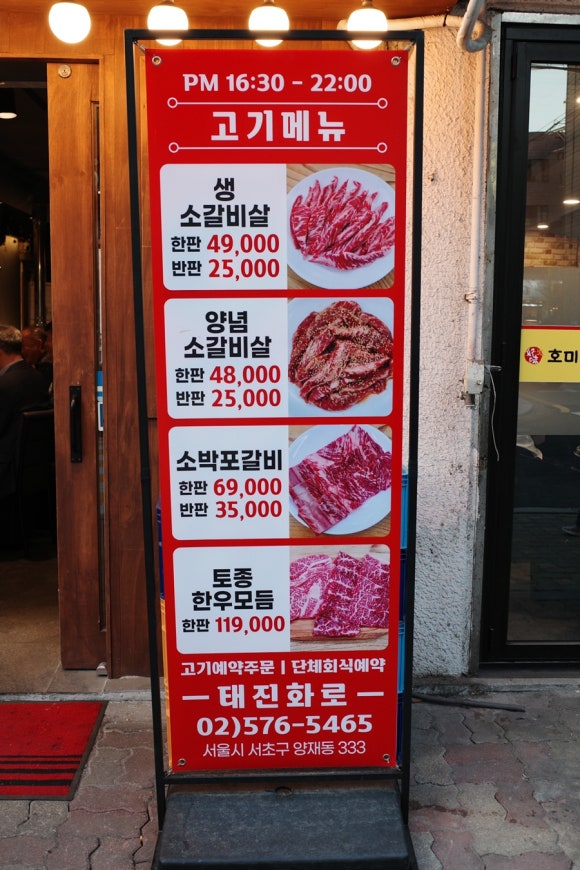 PM 16:30 - 22:00
고기메뉴
생
소갈비살
한판 49,000
반판 25,000
양념
소갈비살
한판 48,000
반판 25,000
소박포갈비
한판 69,000
반판 35,000
토종
한우모듬
한판 119,000
고기예약주문 | 단체회식예약
태진화로
02)576-5465
서울시 서초구 양재동 333
호미